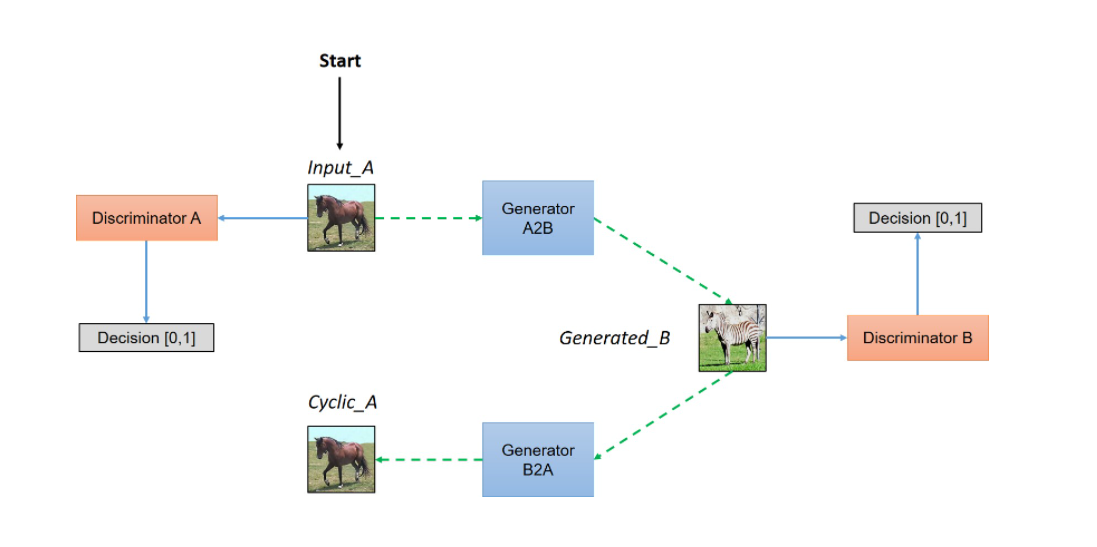 Start
Input_A
Discriminator A
Generator
A2B
Decision [0,1]
Decision [0,1]
Generated_B
Discriminator B
Cyclic_A
Generator
B2A